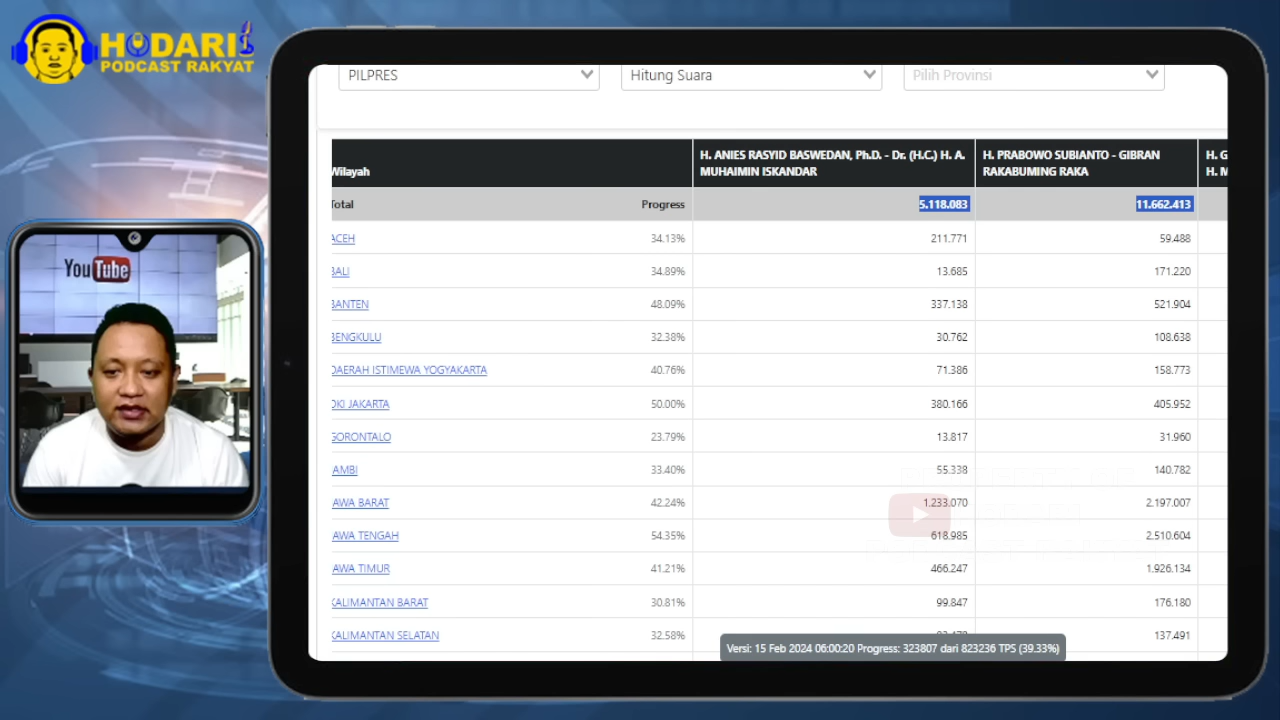 HODARI
PODCAST RAKYAT
YouTube
PILPRES
Hitung Suara
Pilih Provinsi
Wilayah
H. ANIES RASYID BASWEDAN, Ph.D. - Dr. (H.C.) H. A.
MUHAIMIN ISKANDAR
H. PRABOWO SUBIANTO - GIBRAN
RAKABUMING RAKA
H. G
H. M
Total Progress 5.118.083 11.662.413
ACEH 34.13% 211.771 59.488
BALI 34.89% 13.685 171.220
BANTEN 48.09% 337.138 521.904
BENGKULU 32.38% 30.762 108.638
DAERAH ISTIMEWA YOGYAKARTA 40.76% 71.386 158.773
DKI JAKARTA 50.00% 380.166 405.952
GORONTALO 23.79% 13.817 31.960
AMBI 33.40% 55.338 140.782
AWA BARAT 42.24% 1.233.070 2.197.007
AWA TENGAH 54.35% 618.985 2.510.604
AWA TIMUR 41.21% 466.247 1.926.134
KALIMANTAN BARAT 30.81% 99.847 176.180
KALIMANTAN SELATAN 32.58% 137.491
Versi: 15 Feb 2024 06:00:20 Progress: 323807 dari 823236 TPS (39.33%)